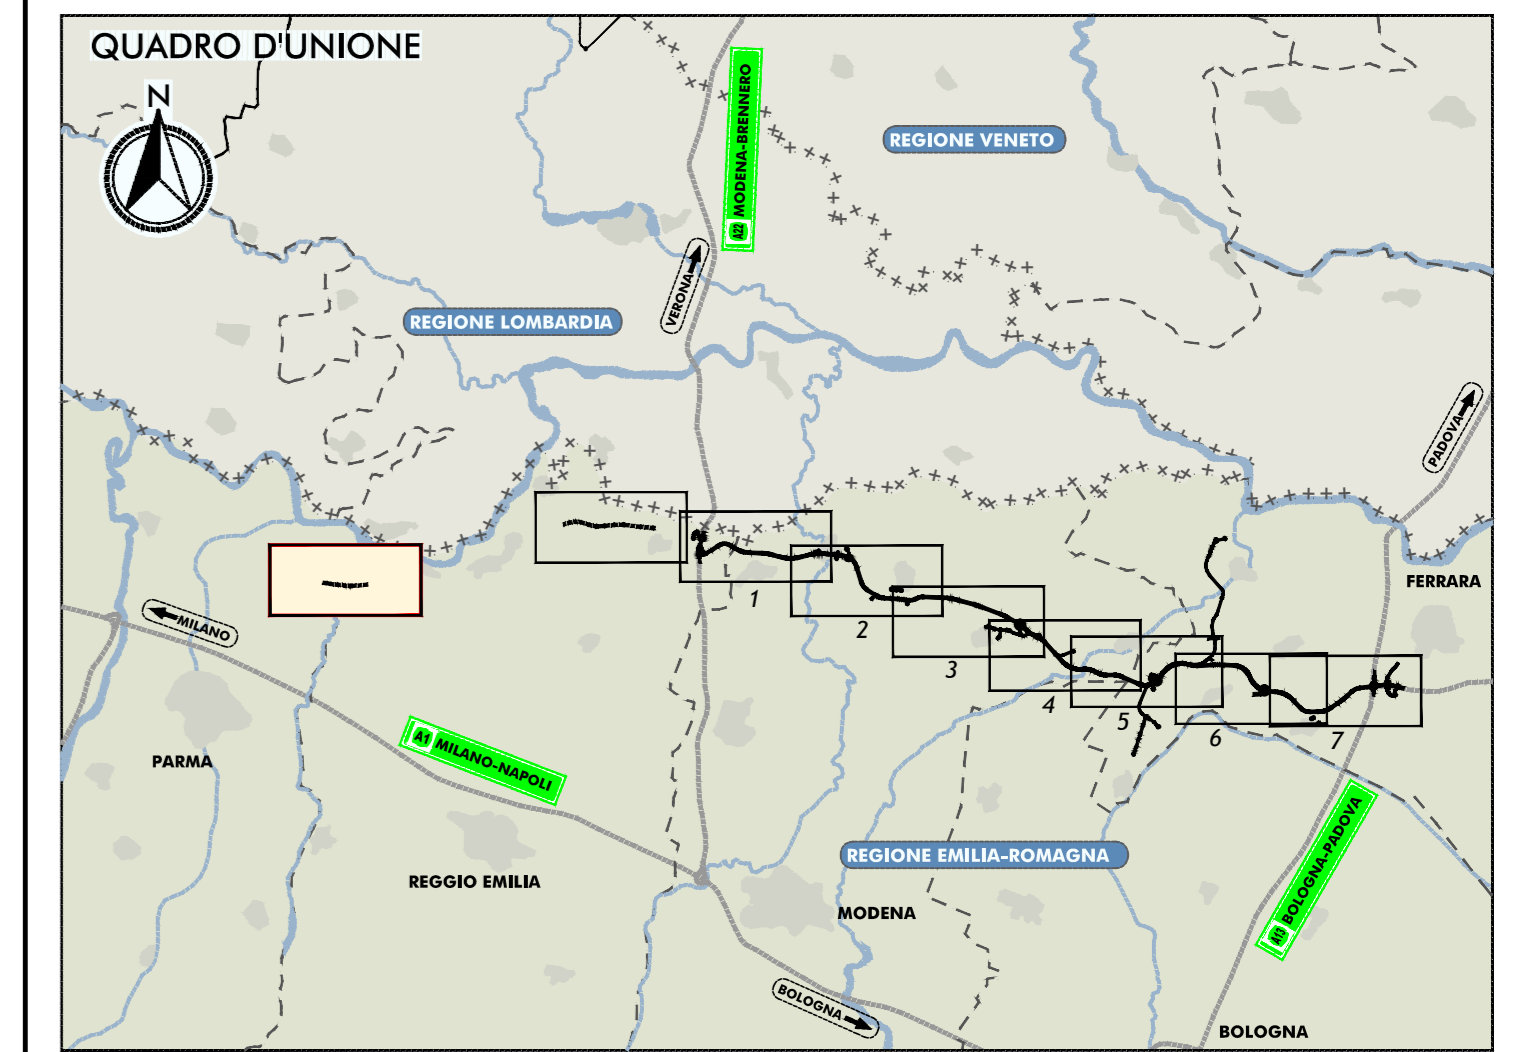 QUADRO D'UNIONE
N
A22 MODENA-BRENNERO
REGIONE VENETO
VERONA
REGIONE LOMBARDIA
PADOVA
FERRARA
MILANO
1
2
3
4
5
6
7
PARMA
A1 MILANO-NAPOLI
REGGIO EMILIA
REGIONE EMILIA-ROMAGNA
A13 BOLOGNA-PADOVA
MODENA
BOLOGNA
BOLOGNA